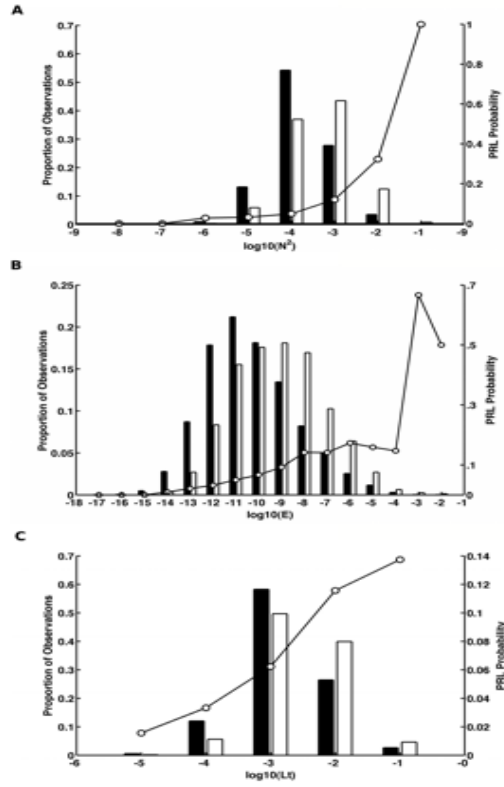 A
0.7
0.6
0.5
0.4
0.3
0.2
0.1
0
1
0.8
0.6
0.4
0.2
0
Proportion of Observations
PRL Probability
-9 -8 -7 -6 -5 -4 -3 -2 -1 -9
log10(N²)
B
0.25
0.2
0.15
0.1
0.05
0
.7
.5
.3
.1
0
Proportion of Observations
PRL Probability
-18 -17 -16 -15 -14 -13 -12 -11 -10 -9 -8 -7 -6 -5 -4 -3 -2 -1
log10(E)
C
0.7
0.6
0.5
0.4
0.3
0.2
0.1
0
0.14
0.12
0.10
0.08
0.06
0.04
0.02
0
Proportion of Observations
PRL Probability
-6 -5 -4 -3 -2 -1 -0
log10(Lt)